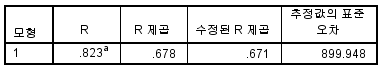 모형 R R 제곱 수정된 R 제곱 추정값의 표준
오차
1 .823a .678 .671 899.948